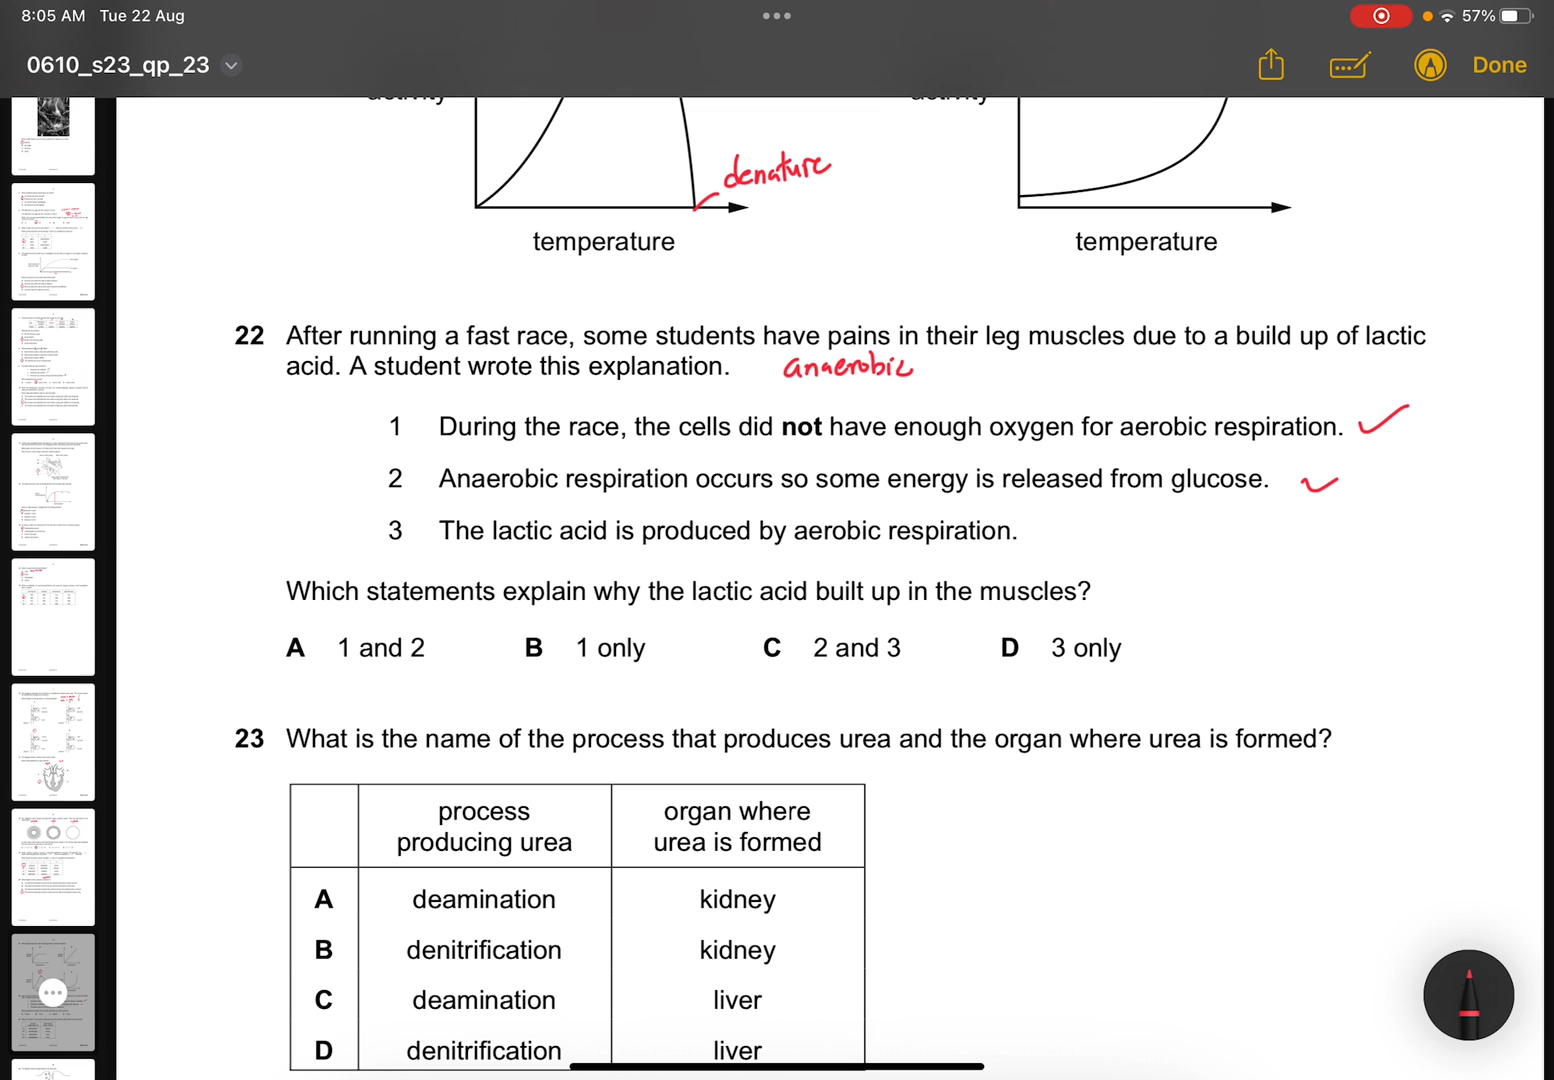 8:05 AM Tue 22 Aug
57%
0610_s23_qp_23
Done
activity
activity
denature
temperature
temperature
22 After running a fast race, some students have pains in their leg muscles due to a build up of lactic
acid. A student wrote this explanation.
anaerobic
1 During the race, the cells did not have enough oxygen for aerobic respiration.
2 Anaerobic respiration occurs so some energy is released from glucose.
3 The lactic acid is produced by aerobic respiration.
Which statements explain why the lactic acid built up in the muscles?
A 1 and 2 B 1 only C 2 and 3 D 3 only
23 What is the name of the process that produces urea and the organ where urea is formed?
process
producing urea
organ where
urea is formed
A deamination kidney
B denitrification kidney
C deamination liver
D denitrification liver